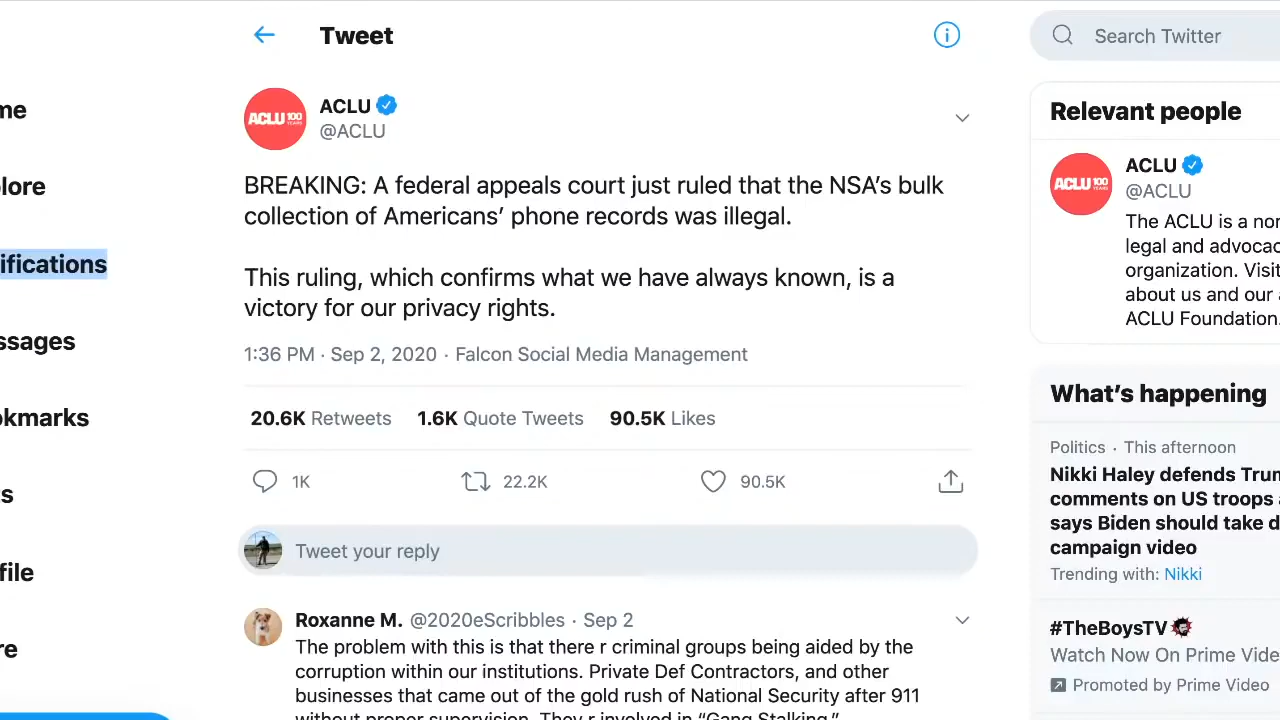 Tweet
Search Twitter
me
lore
ifications
ssages
okmarks
s
file
re
ACLU 100 YEARS
ACLU
@ACLU
BREAKING: A federal appeals court just ruled that the NSA’s bulk
collection of Americans’ phone records was illegal.
This ruling, which confirms what we have always known, is a
victory for our privacy rights.
1:36 PM · Sep 2, 2020 · Falcon Social Media Management
20.6K Retweets 1.6K Quote Tweets 90.5K Likes
1K 22.2K 90.5K
Tweet your reply
Roxanne M. @2020eScribbles · Sep 2
The problem with this is that there r criminal groups being aided by the
corruption within our institutions. Private Def Contractors, and other
businesses that came out of the gold rush of National Security after 911
without proper supervision. They r involved in “Gang Stalking.”
Relevant people
ACLU 100 YEARS
ACLU
@ACLU
The ACLU is a non
legal and advocac
organization. Visit
about us and our a
ACLU Foundation.
What’s happening
Politics · This afternoon
Nikki Haley defends Trum
comments on US troops a
says Biden should take d
campaign video
Trending with: Nikki
#TheBoysTV
Watch Now On Prime Vide
Promoted by Prime Video